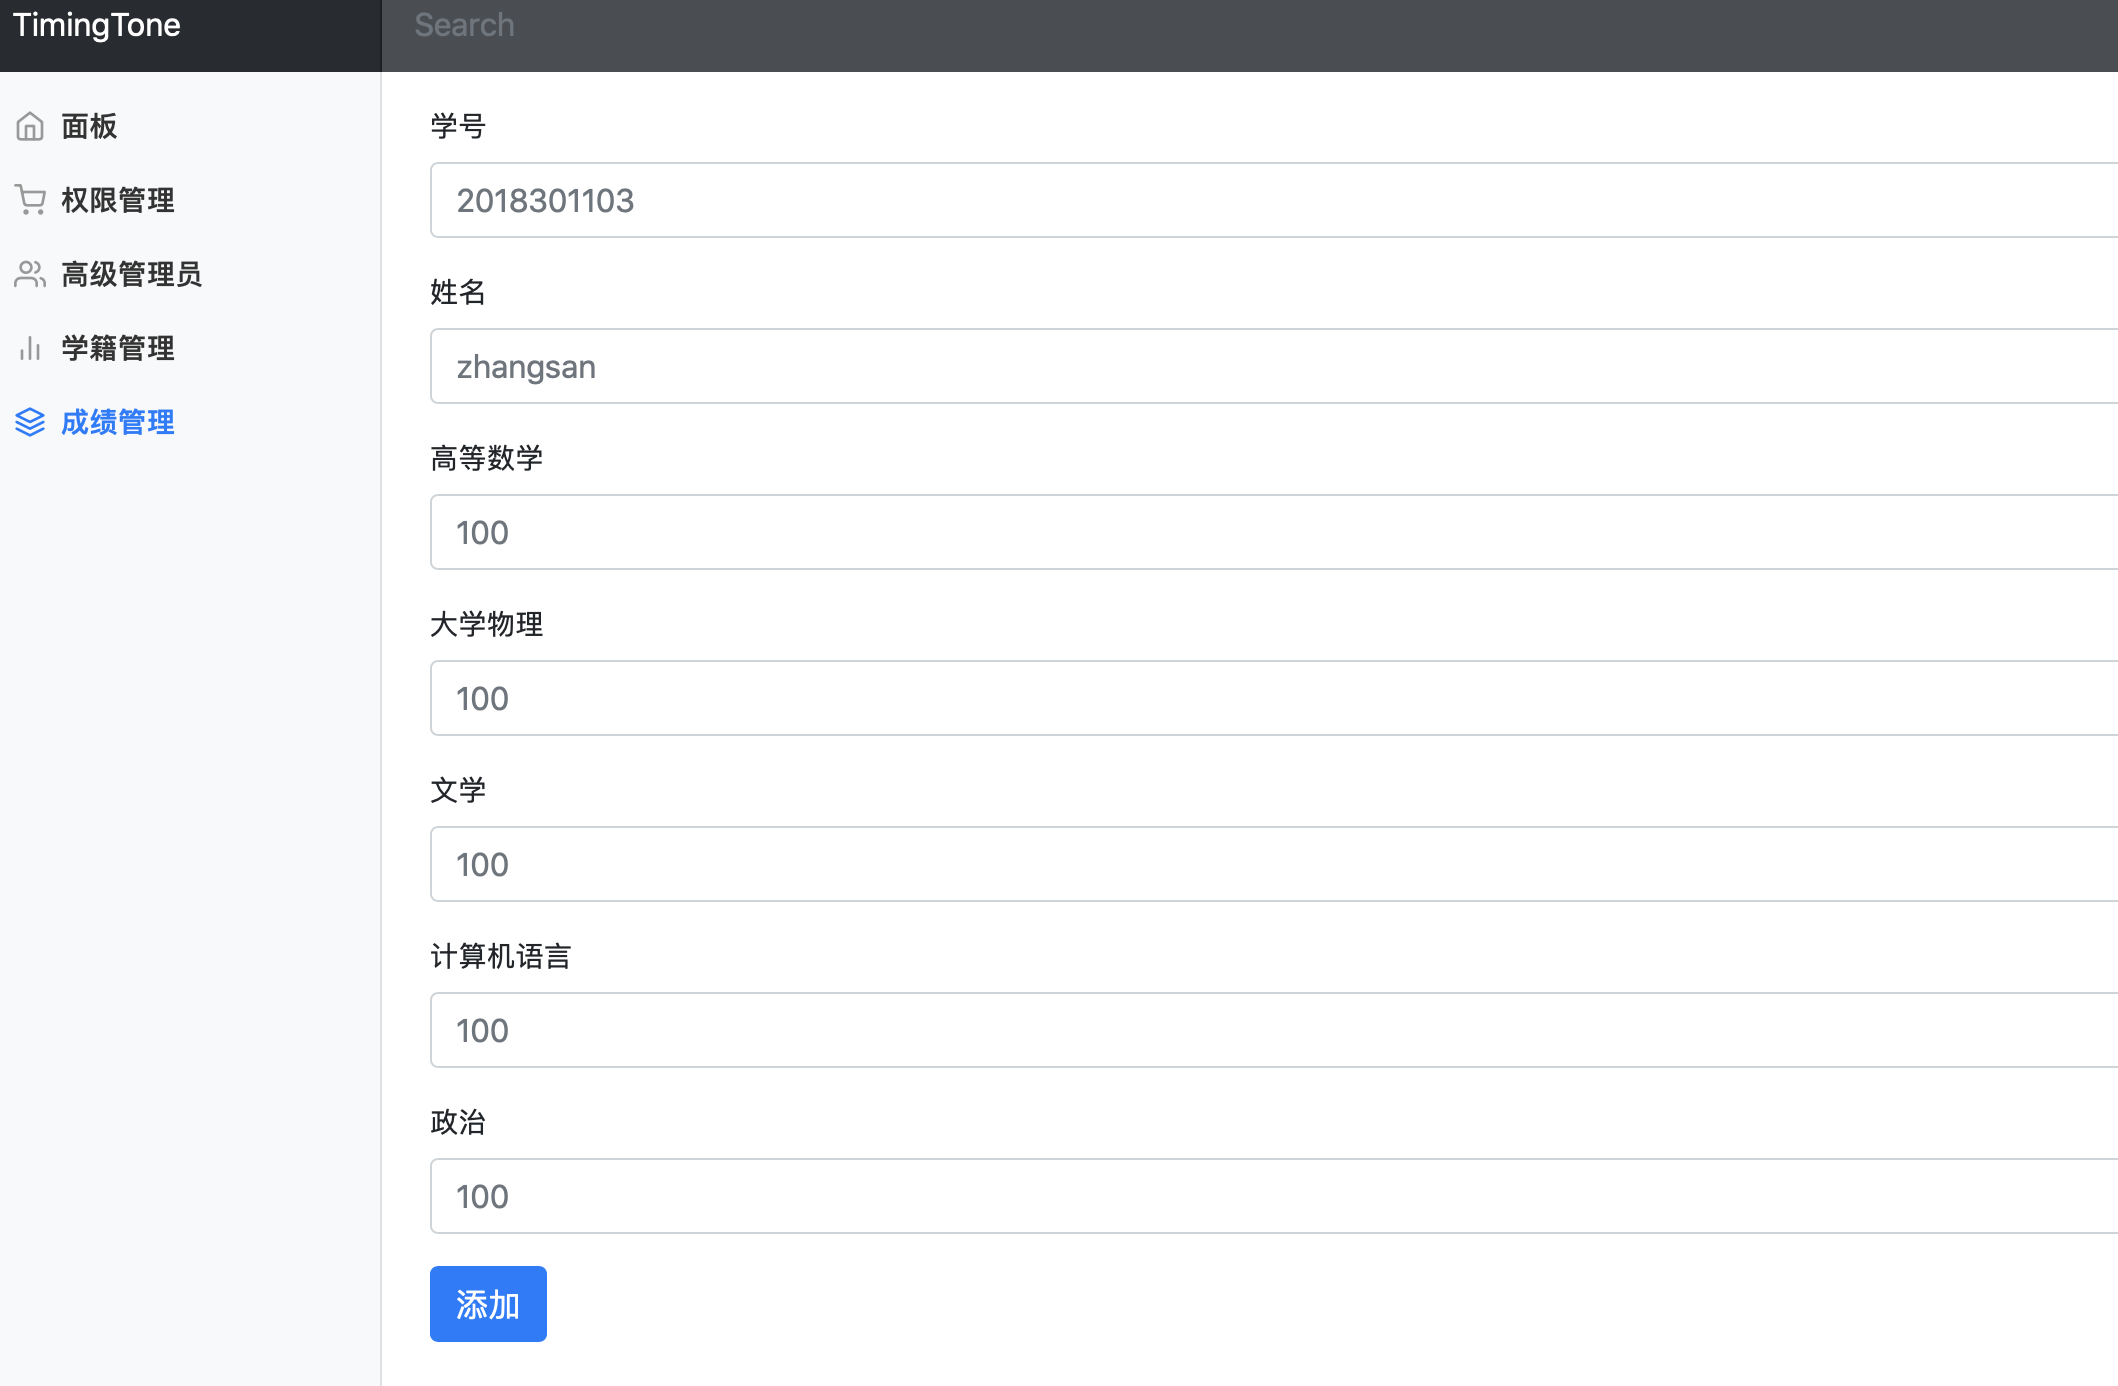 TimingTone
Search
面板
权限管理
高级管理员
学籍管理
成绩管理
学号
2018301103
姓名
zhangsan
高等数学
100
大学物理
100
文学
100
计算机语言
100
政治
100
添加